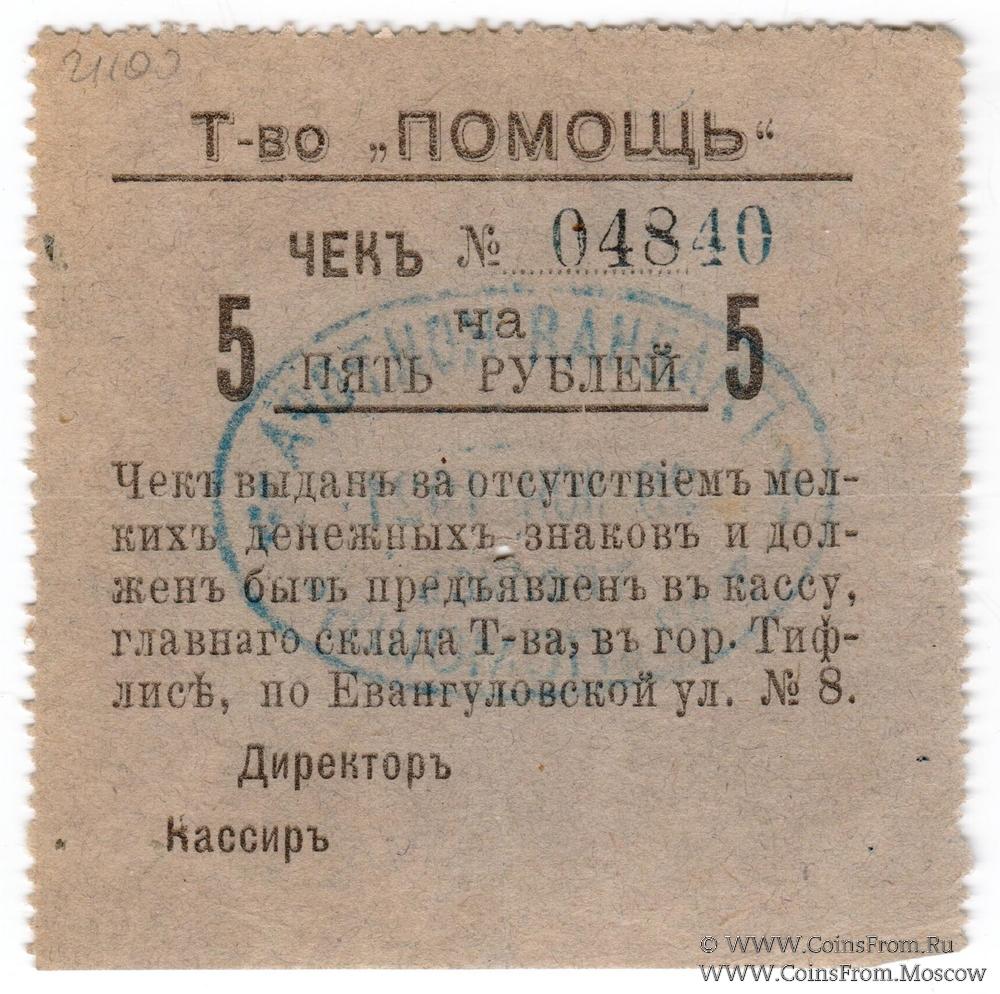 21100
Т-во „ПОМОЩЬ“
ЧЕКЪ № 04840
5 на 5
ПЯТЬ РУБЛЕЙ
Чекъ выданъ за отсутствіемъ мел-
кихъ денежныхъ знаковъ и дол-
женъ быть предъявленъ въ кассу,
главнаго склада Т-ва, въ гор. Тиф-
лисѣ, по Евангуловской ул. № 8.
Директоръ
Кассиръ
© WWW.CoinsFrom.Ru
WWW.CoinsFrom.Moscow